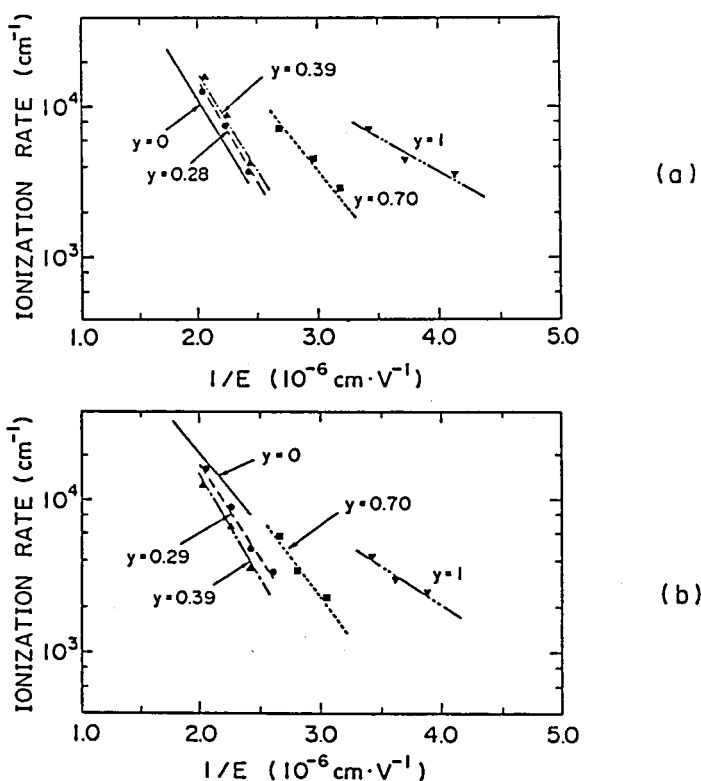 IONIZATION RATE (cm⁻¹)
10⁴
10³
y=0.39
y=0
y=0.28
y=0.70
y=1
(a)
1.0 2.0 3.0 4.0 5.0
1/E (10⁻⁶ cm·V⁻¹)
IONIZATION RATE (cm⁻¹)
10⁴
10³
y=0
y=0.70
y=0.29
y=0.39
y=1
(b)
1.0 2.0 3.0 4.0 5.0
1/E (10⁻⁶ cm·V⁻¹)